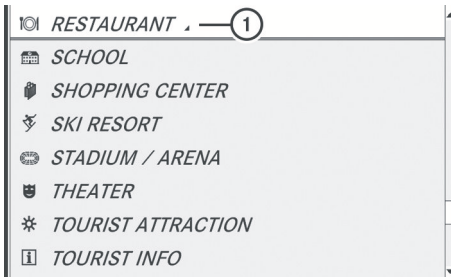 RESTAURANT 1
SCHOOL
SHOPPING CENTER
SKI RESORT
STADIUM / ARENA
THEATER
TOURIST ATTRACTION
TOURIST INFO